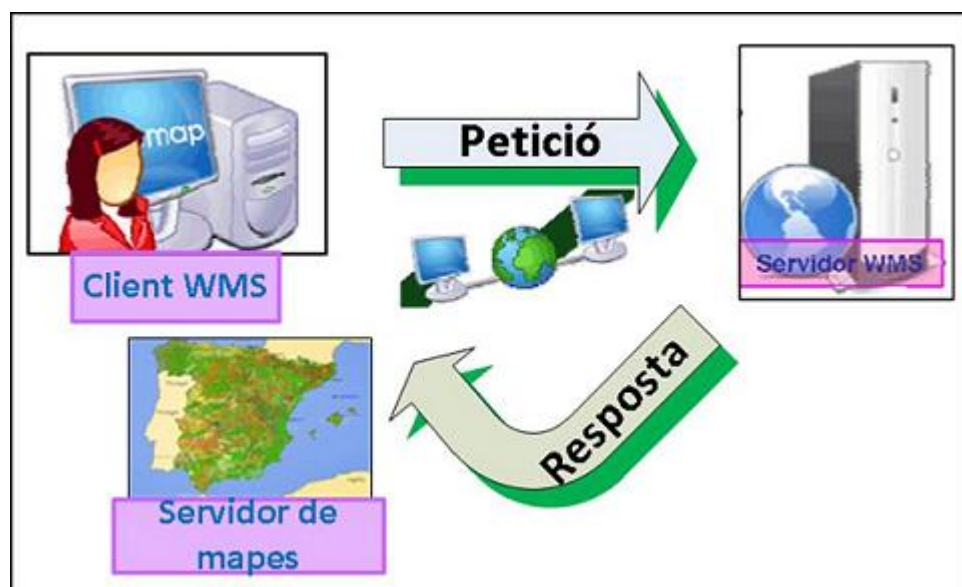 map
Petició
Servidor WMS
Client WMS
Resposta
Servidor de
mapes